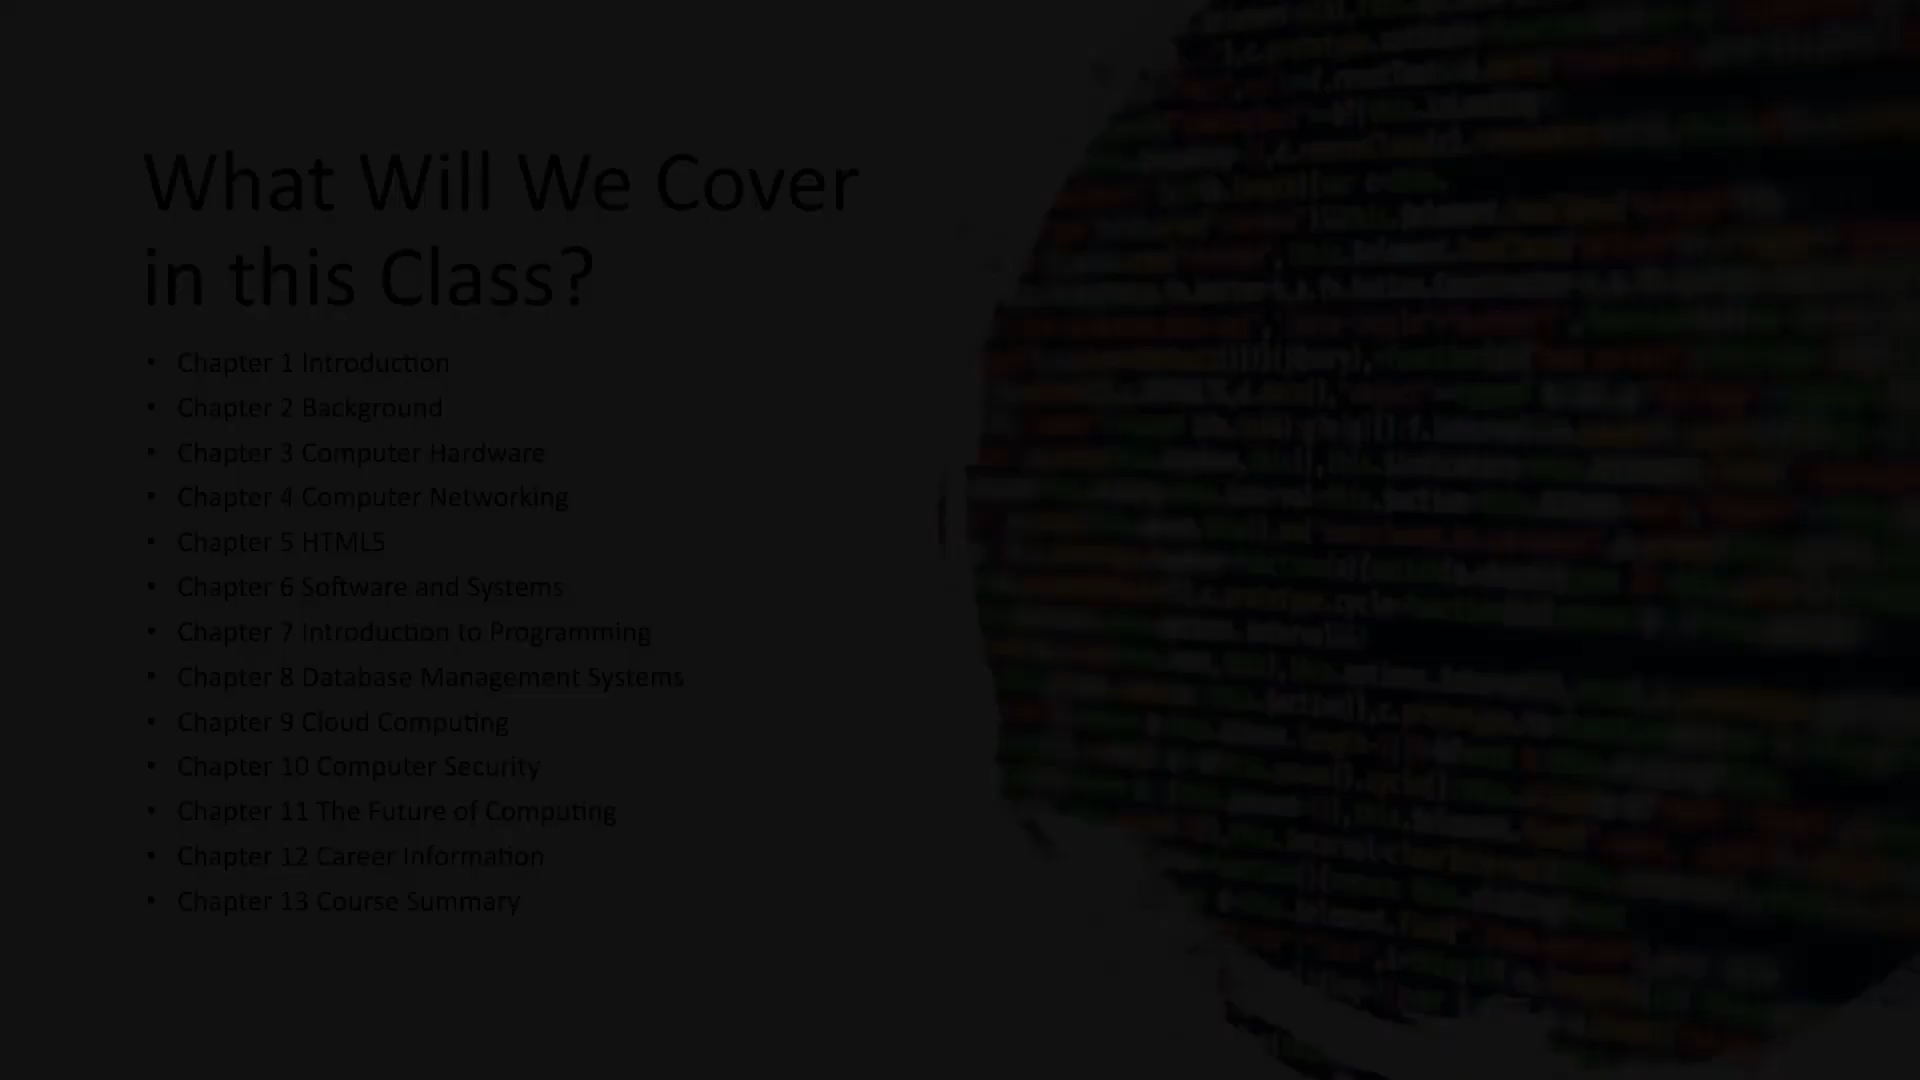 What Will We Cover
in this Class?
• Chapter 1 Introduction
• Chapter 2 Background
• Chapter 3 Computer Hardware
• Chapter 4 Computer Networking
• Chapter 5 HTML5
• Chapter 6 Software and Systems
• Chapter 7 Introduction to Programming
• Chapter 8 Database Management Systems
• Chapter 9 Cloud Computing
• Chapter 10 Computer Security
• Chapter 11 The Future of Computing
• Chapter 12 Career Information
• Chapter 13 Course Summary